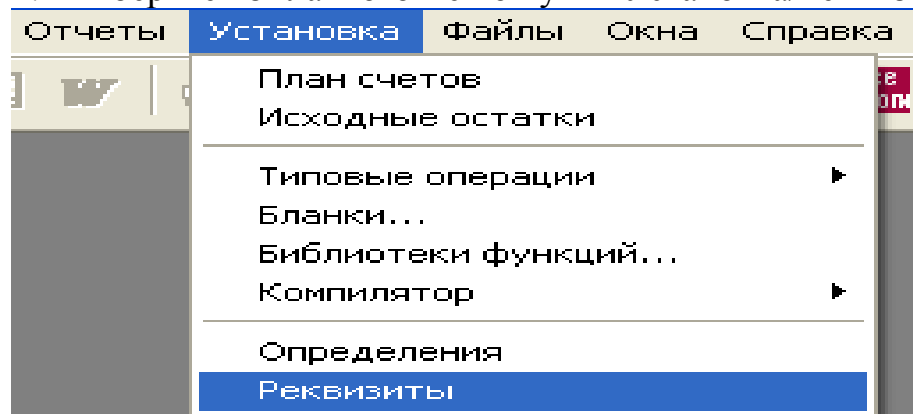 Отчеты Установка Файлы Окна Справка
План счетов
Исходные остатки
Типовые операции
Бланки...
Библиотеки функций...
Компилятор
Определения
Реквизиты